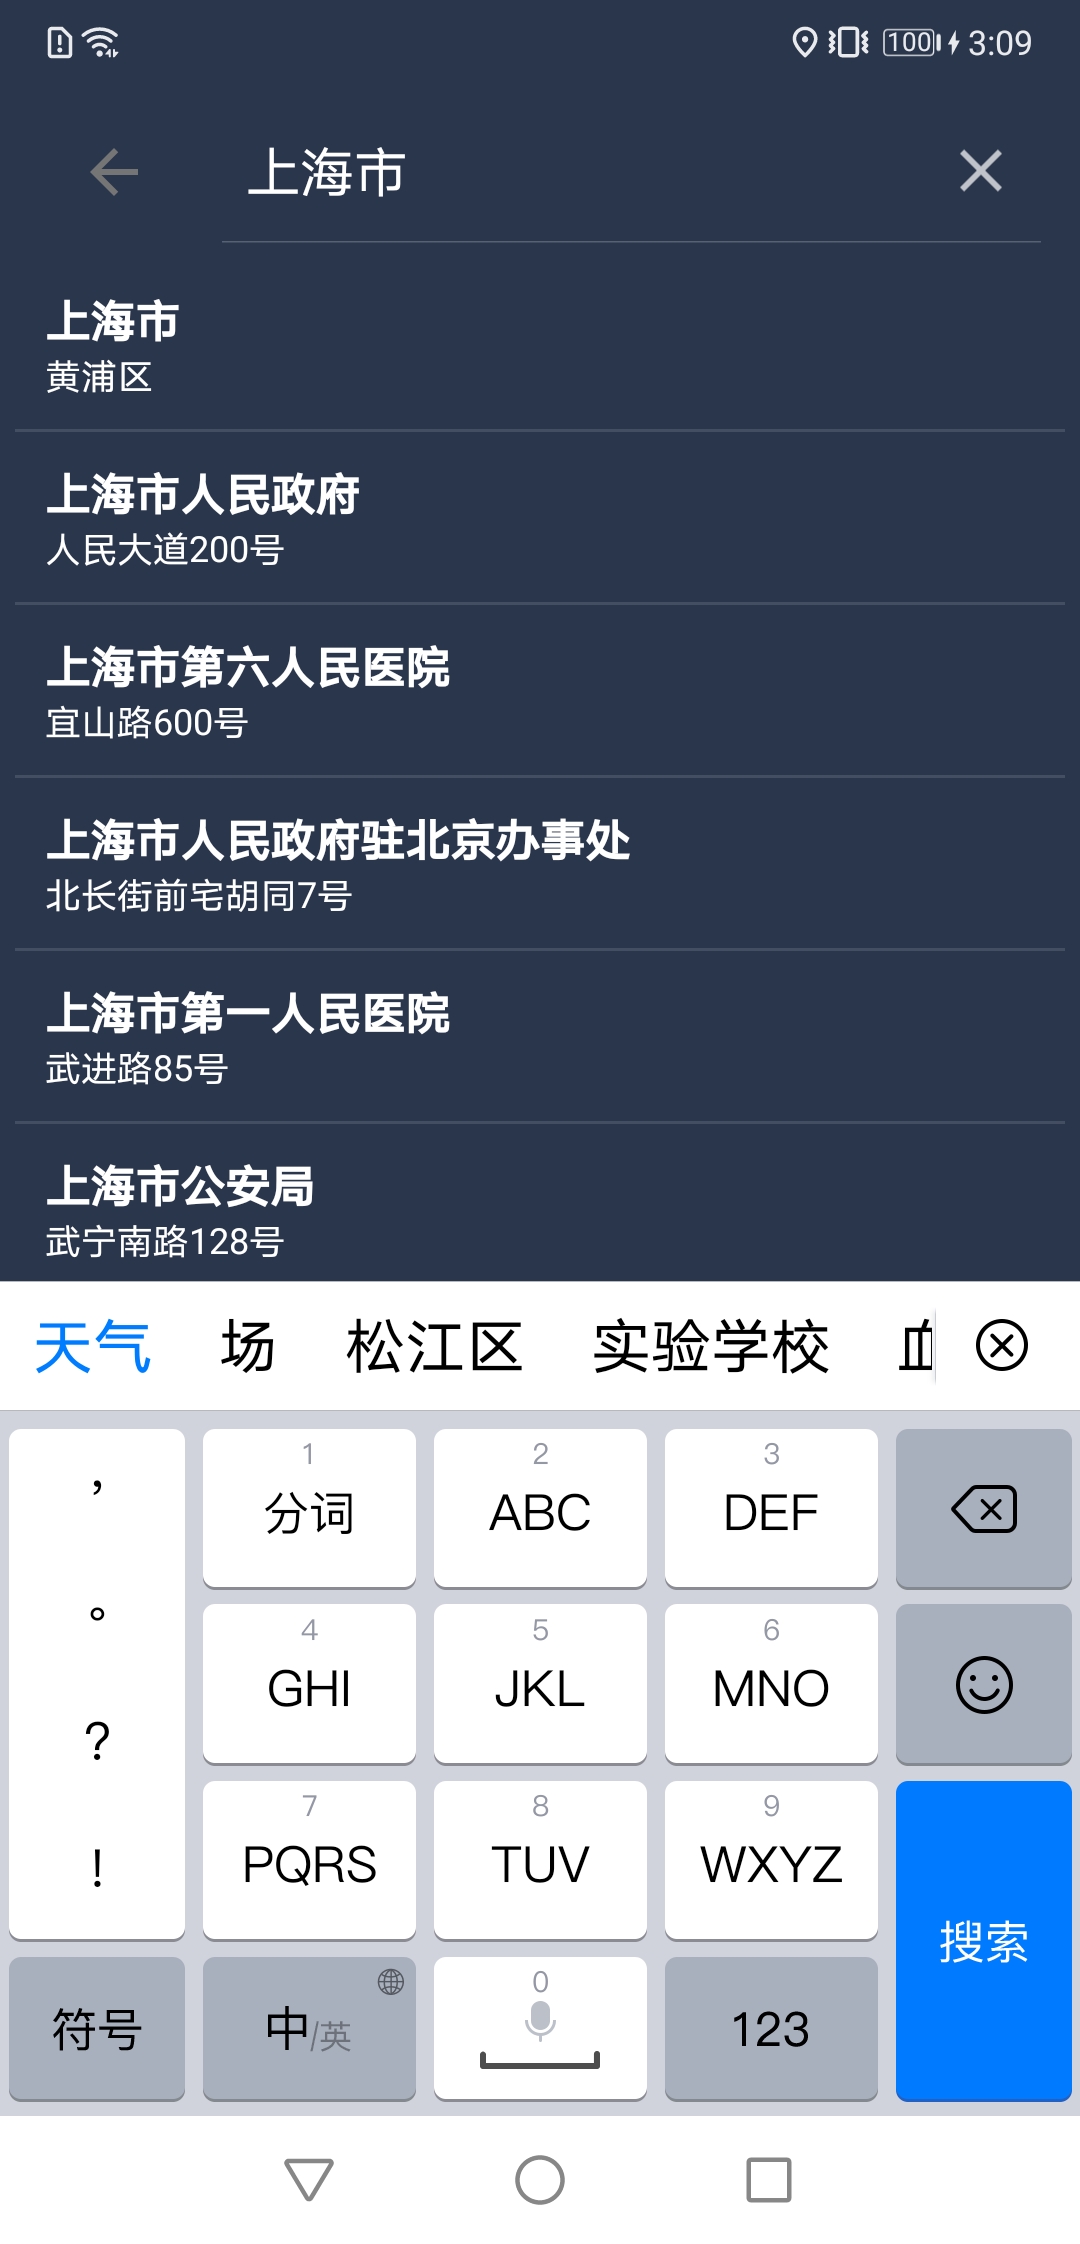 100 3:09
上海市
上海市
黄浦区
上海市人民政府
人民大道200号
上海市第六人民医院
宜山路600号
上海市人民政府驻北京办事处
北长街前宅胡同7号
上海市第一人民医院
武进路85号
上海市公安局
武宁南路128号
天气 场 松江区 实验学校
，
。
?
!
1
分词
2
ABC
3
DEF
4
GHI
5
JKL
6
MNO
7
PQRS
8
TUV
9
WXYZ
搜索
符号
中/英
0
123